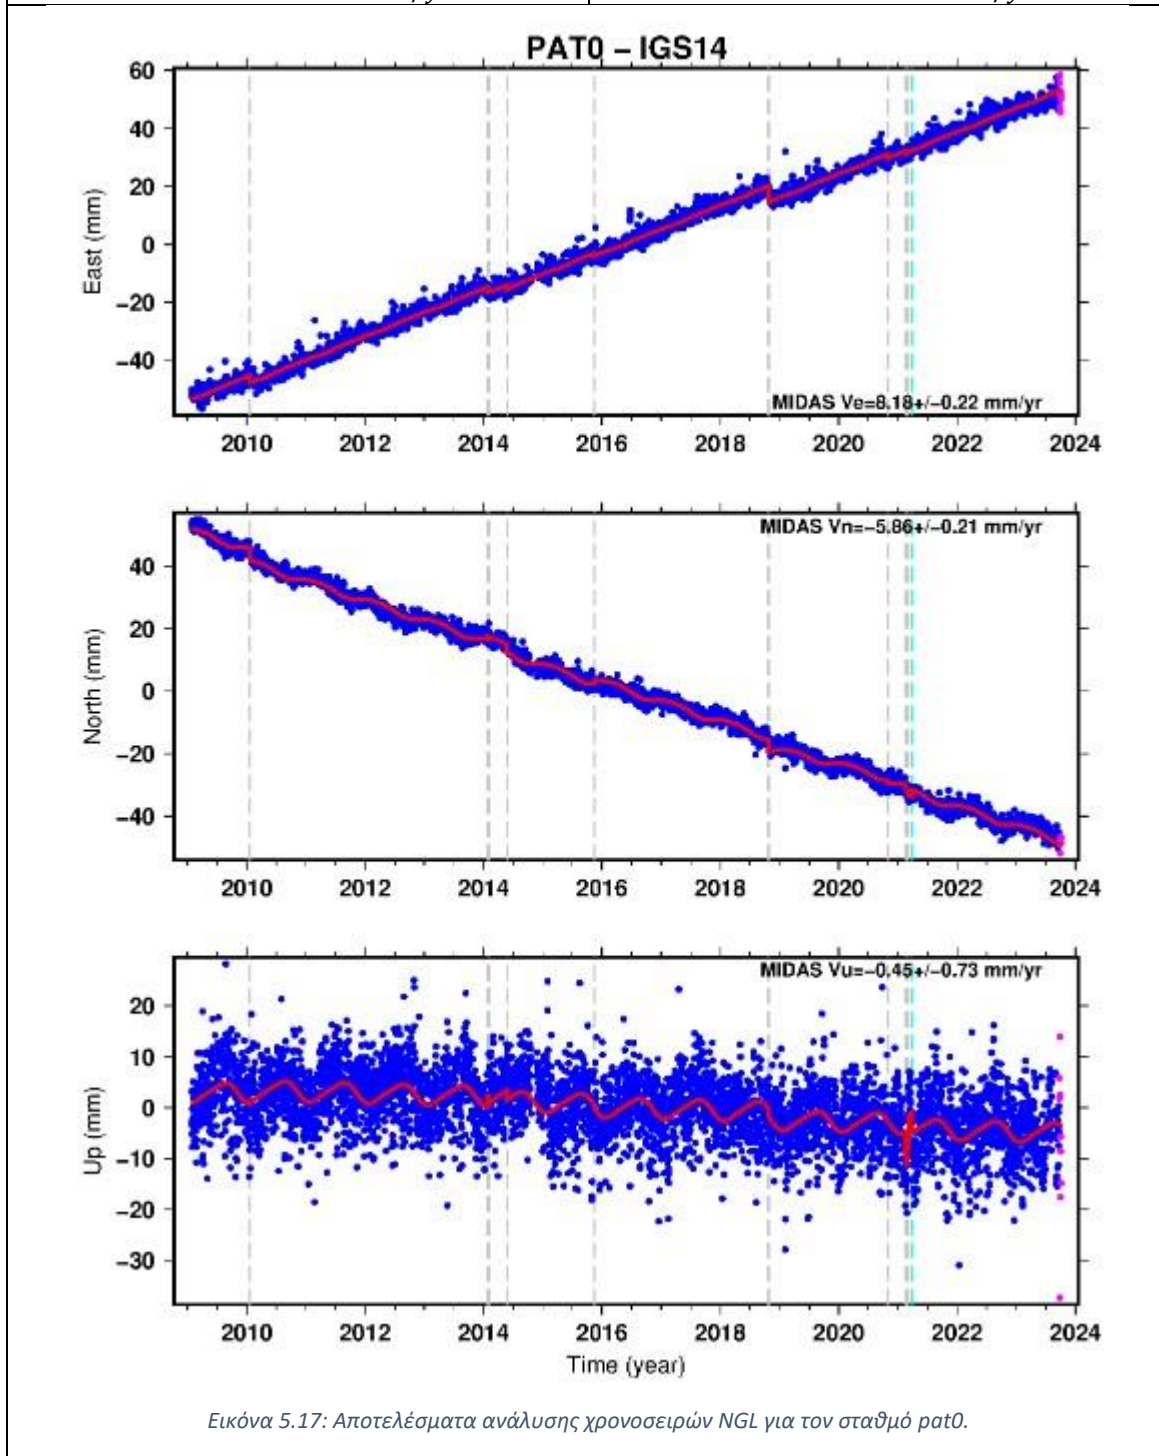 PAT0 – IGS14
60
40
20
0
−20
−40
East (mm)
MIDAS Ve=8.18+/−0.22 mm/yr
2010 2012 2014 2016 2018 2020 2022 2024
MIDAS Vn=−5.86+/−0.21 mm/yr
40
20
0
−20
−40
North (mm)
2010 2012 2014 2016 2018 2020 2022 2024
MIDAS Vu=−0.45+/−0.73 mm/yr
20
10
0
−10
−20
−30
Up (mm)
2010 2012 2014 2016 2018 2020 2022 2024
Time (year)
Εικόνα 5.17: Αποτελέσματα ανάλυσης χρονοσειρών NGL για τον σταθμό pat0.